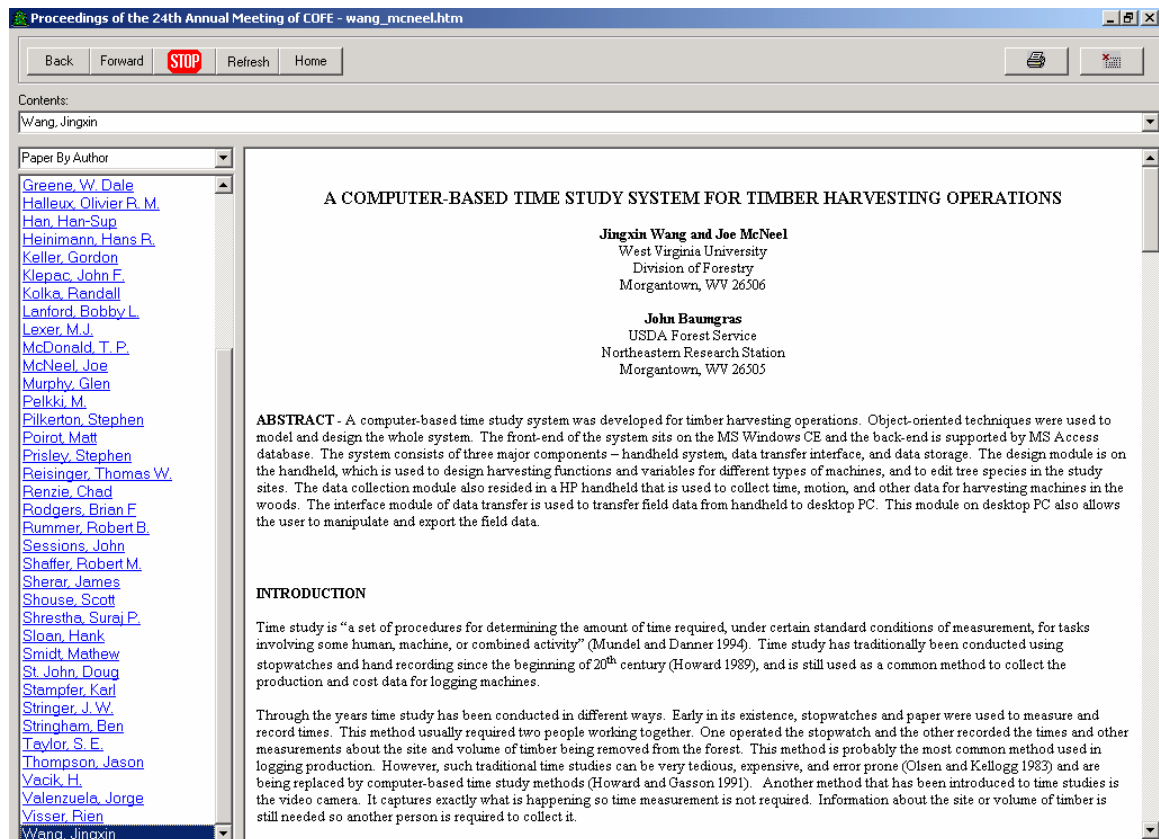 Proceedings of the 24th Annual Meeting of COFE - wang_mcneel.htm
Back Forward STOP Refresh Home
Contents:
Wang, Jingxin
Paper By Author
Greene, W. Dale
Halleux, Olivier R. M.
Han, Han-Sup
Heinimann, Hans R.
Keller, Gordon
Klepac, John F.
Kolka, Randall
Lanford, Bobby L.
Lexer, M.J.
McDonald, T. P.
McNeel, Joe
Murphy, Glen
Pelkki, M.
Pilkerton, Stephen
Poirot, Matt
Prisley, Stephen
Reisinger, Thomas W.
Renzie, Chad
Rodgers, Brian F
Rummer, Robert B.
Sessions, John
Shaffer, Robert M.
Sherar, James
Shouse, Scott
Shrestha, Suraj P.
Sloan, Hank
Smidt, Mathew
St. John, Doug
Stampfer, Karl
Stringer, J. W.
Stringham, Ben
Taylor, S. E.
Thompson, Jason
Vacik, H.
Valenzuela, Jorge
Visser, Rien
Wang, Jingxin
A COMPUTER-BASED TIME STUDY SYSTEM FOR TIMBER HARVESTING OPERATIONS
Jingxin Wang and Joe McNeel
West Virginia University
Division of Forestry
Morgantown, WV 26506
John Baumgras
USDA Forest Service
Northeastern Research Station
Morgantown, WV 26505
ABSTRACT - A computer-based time study system was developed for timber harvesting operations. Object-oriented techniques were used to
model and design the whole system. The front-end of the system sits on the MS Windows CE and the back-end is supported by MS Access
database. The system consists of three major components – handheld system, data transfer interface, and data storage. The design module is on
the handheld, which is used to design harvesting functions and variables for different types of machines, and to edit tree species in the study
sites. The data collection module also resided in a HP handheld that is used to collect time, motion, and other data for harvesting machines in the
woods. The interface module of data transfer is used to transfer field data from handheld to desktop PC. This module on desktop PC also allows
the user to manipulate and export the field data.
INTRODUCTION
Time study is “a set of procedures for determining the amount of time required, under certain standard conditions of measurement, for tasks
involving some human, machine, or combined activity” (Mundel and Danner 1994). Time study has traditionally been conducted using
stopwatches and hand recording since the beginning of 20th century (Howard 1989), and is still used as a common method to collect the
production and cost data for logging machines.
Through the years time study has been conducted in different ways. Early in its existence, stopwatches and paper were used to measure and
record times. This method usually required two people working together. One operated the stopwatch and the other recorded the times and other
measurements about the site and volume of timber being removed from the forest. This method is probably the most common method used in
logging production. However, such traditional time studies can be very tedious, expensive, and error prone (Olsen and Kellogg 1983) and are
being replaced by computer-based time study methods (Howard and Gasson 1991). Another method that has been introduced to time studies is
the video camera. It captures exactly what is happening so time measurement is not required. Information about the site or volume of timber is
still needed so another person is required to collect it.